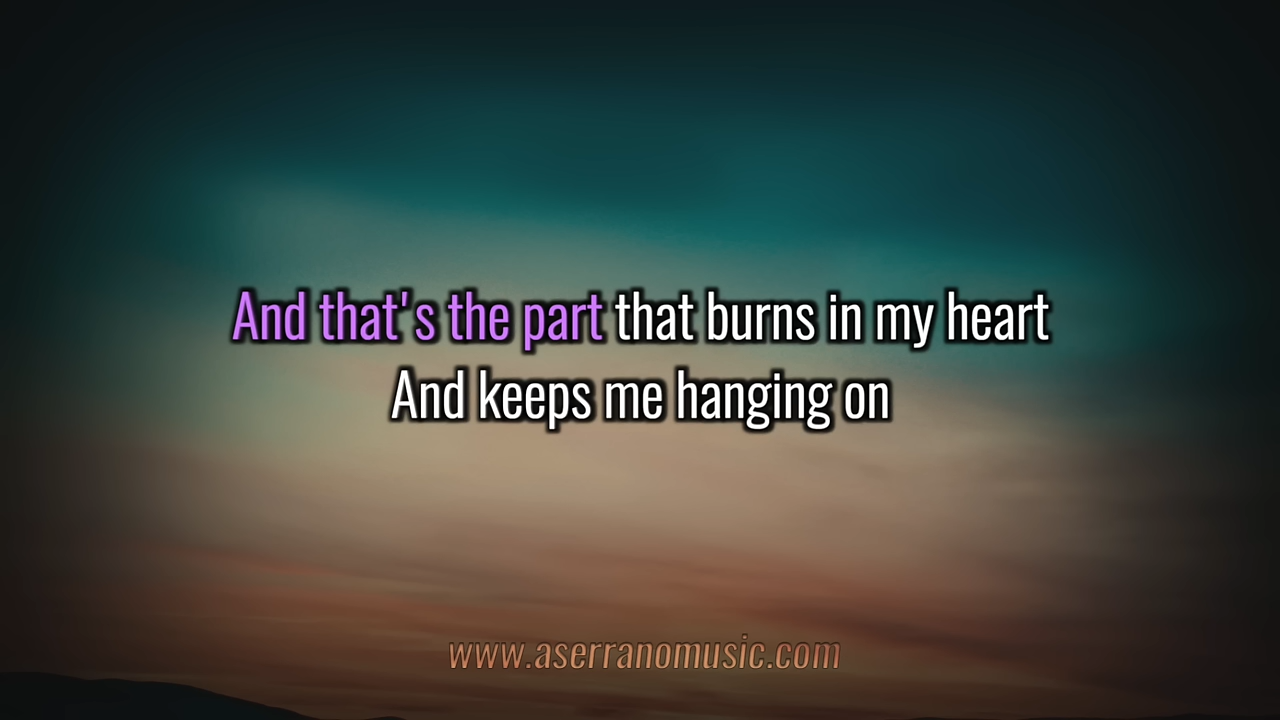 And that's the part that burns in my heart
And keeps me hanging on
www.aserranomusic.com